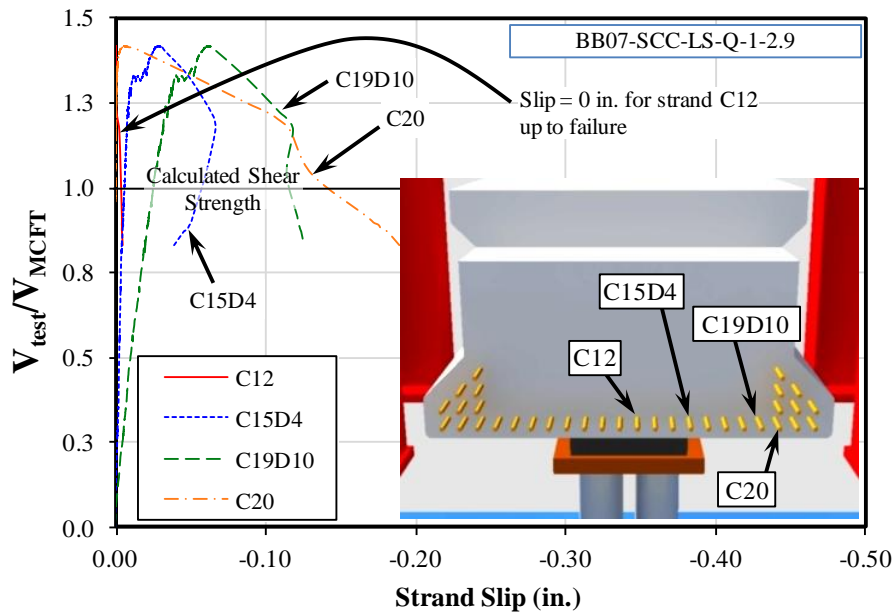 BB07-SCC-LS-Q-1-2.9
1.5
1.3
1.0
0.8
0.5
0.3
0.0
V_test/V_MCFT
C19D10
C20
Slip = 0 in. for strand C12
up to failure
Calculated Shear
Strength
C15D4
C15D4
C19D10
C12
C20
C12
C15D4
C19D10
C20
0.00
-0.10
-0.20
-0.30
-0.40
-0.50
Strand Slip (in.)